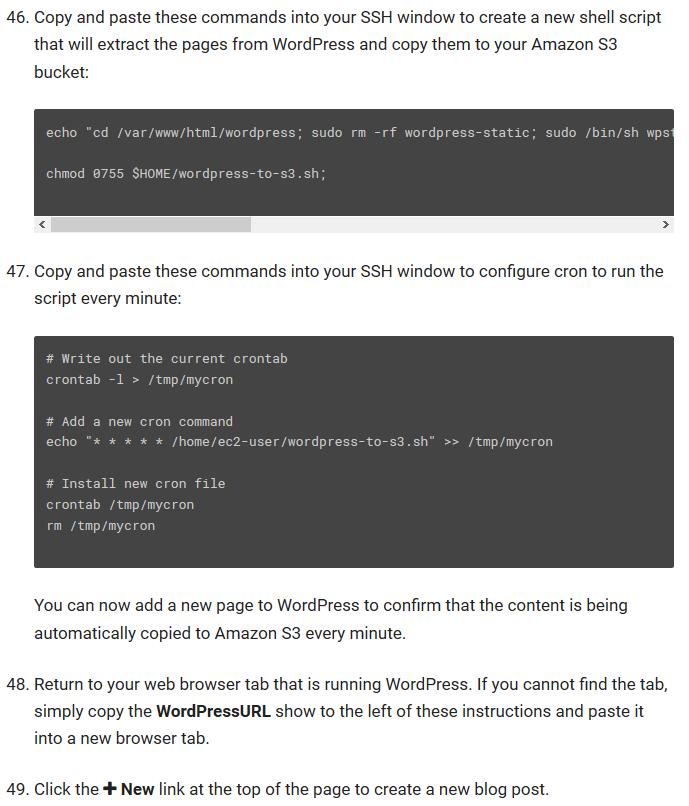 46. Copy and paste these commands into your SSH window to create a new shell script
that will extract the pages from WordPress and copy them to your Amazon S3
bucket:
echo "cd /var/www/html/wordpress; sudo rm -rf wordpress-static; sudo /bin/sh wpst
chmod 0755 $HOME/wordpress-to-s3.sh;
47. Copy and paste these commands into your SSH window to configure cron to run the
script every minute:
# Write out the current crontab
crontab -l > /tmp/mycron
# Add a new cron command
echo "* * * * * /home/ec2-user/wordpress-to-s3.sh" >> /tmp/mycron
# Install new cron file
crontab /tmp/mycron
rm /tmp/mycron
You can now add a new page to WordPress to confirm that the content is being
automatically copied to Amazon S3 every minute.
48. Return to your web browser tab that is running WordPress. If you cannot find the tab,
simply copy the WordPressURL show to the left of these instructions and paste it
into a new browser tab.
49. Click the + New link at the top of the page to create a new blog post.